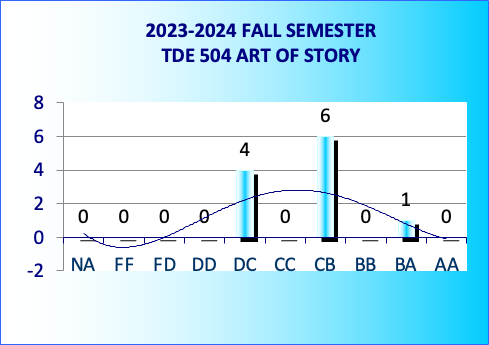 2023-2024 FALL SEMESTER
TDE 504 ART OF STORY
8
6
4
2
0
-2
0 0 0 0 4 0 6 0 1 0
NA FF FD DD DC CC CB BB BA AA